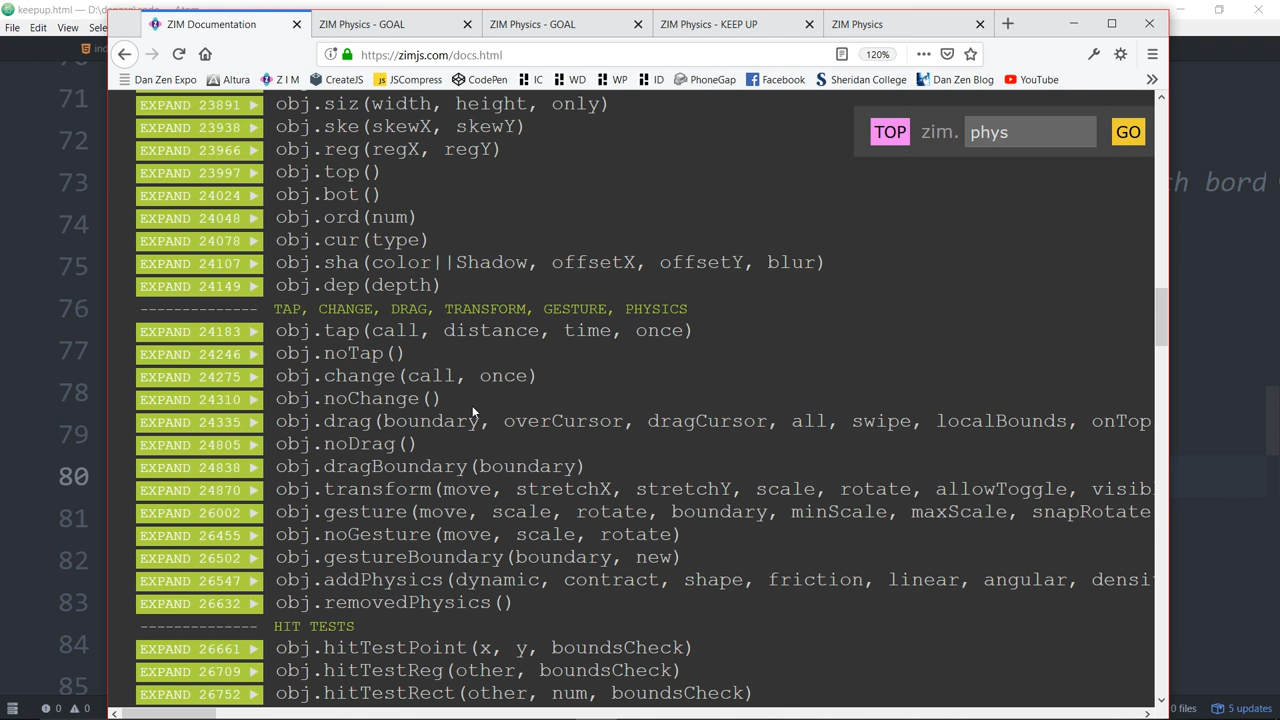 keepup.html — D:\
File Edit View Sele
ZIM Documentation
ZIM Physics - GOAL
ZIM Physics - GOAL
ZIM Physics - KEEP UP
ZIM Physics
https://zimjs.com/docs.html
120%
Dan Zen Expo Altura Z I M CreateJS JSCompress CodePen IC WD WP ID PhoneGap Facebook Sheridan College Dan Zen Blog YouTube
TOP zim. phys GO
EXPAND 23891 obj.siz(width, height, only)
EXPAND 23938 obj.ske(skewX, skewY)
EXPAND 23966 obj.reg(regX, regY)
EXPAND 23997 obj.top()
EXPAND 24024 obj.bot()
EXPAND 24048 obj.ord(num)
EXPAND 24078 obj.cur(type)
EXPAND 24107 obj.sha(color||Shadow, offsetX, offsetY, blur)
EXPAND 24149 obj.dep(depth)
-------------- TAP, CHANGE, DRAG, TRANSFORM, GESTURE, PHYSICS
EXPAND 24183 obj.tap(call, distance, time, once)
EXPAND 24246 obj.noTap()
EXPAND 24275 obj.change(call, once)
EXPAND 24310 obj.noChange()
EXPAND 24335 obj.drag(boundary, overCursor, dragCursor, all, swipe, localBounds, onTop
EXPAND 24805 obj.noDrag()
EXPAND 24838 obj.dragBoundary(boundary)
EXPAND 24870 obj.transform(move, stretchX, stretchY, scale, rotate, allowToggle, visib
EXPAND 26002 obj.gesture(move, scale, rotate, boundary, minScale, maxScale, snapRotate
EXPAND 26455 obj.noGesture(move, scale, rotate)
EXPAND 26502 obj.gestureBoundary(boundary, new)
EXPAND 26547 obj.addPhysics(dynamic, contract, shape, friction, linear, angular, densi
EXPAND 26632 obj.removedPhysics()
-------------- HIT TESTS
EXPAND 26661 obj.hitTestPoint(x, y, boundsCheck)
EXPAND 26709 obj.hitTestReg(other, boundsCheck)
EXPAND 26752 obj.hitTestRect(other, num, boundsCheck)
71
72
73
74
75
76
77
78
79
80
81
82
83
84
85
th bord
0 0
0 files 5 updates